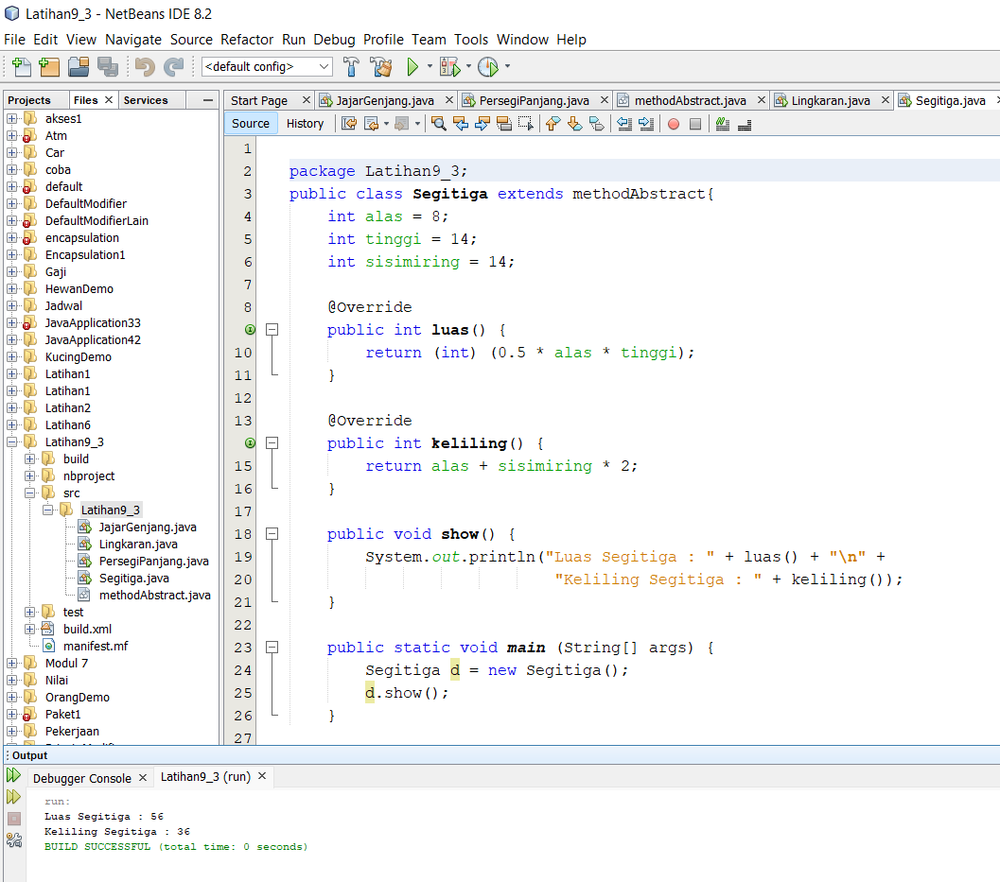 Latihan9_3 - NetBeans IDE 8.2
File Edit View Navigate Source Refactor Run Debug Profile Team Tools Window Help
<default config>
Projects Files Services
Start Page JajarGenjang.java PersegiPanjang.java methodAbstract.java Lingkaran.java Segitiga.java
Source History
akses1
Atm
Car
coba
default
DefaultModifier
DefaultModifierLain
encapsulation
Encapsulation1
Gaji
HewanDemo
Jadwal
JavaApplication33
JavaApplication42
KucingDemo
Latihan1
Latihan1
Latihan2
Latihan6
Latihan9_3
build
nbproject
src
Latihan9_3
JajarGenjang.java
Lingkaran.java
PersegiPanjang.java
Segitiga.java
methodAbstract.java
test
build.xml
manifest.mf
Modul 7
Nilai
OrangDemo
Paket1
Pekerjaan
1
2 package Latihan9_3;
3 public class Segitiga extends methodAbstract{
4 int alas = 8;
5 int tinggi = 14;
6 int sisimiring = 14;
7
8 @Override
public int luas() {
10 return (int) (0.5 * alas * tinggi);
11 }
12
13 @Override
public int keliling() {
15 return alas + sisimiring * 2;
16 }
17
18 public void show() {
19 System.out.println("Luas Segitiga : " + luas() + "\n" +
20 "Keliling Segitiga : " + keliling());
21 }
22
23 public static void main (String[] args) {
24 Segitiga d = new Segitiga();
25 d.show();
26 }
27
Output
Debugger Console Latihan9_3 (run)
run:
Luas Segitiga : 56
Keliling Segitiga : 36
BUILD SUCCESSFUL (total time: 0 seconds)